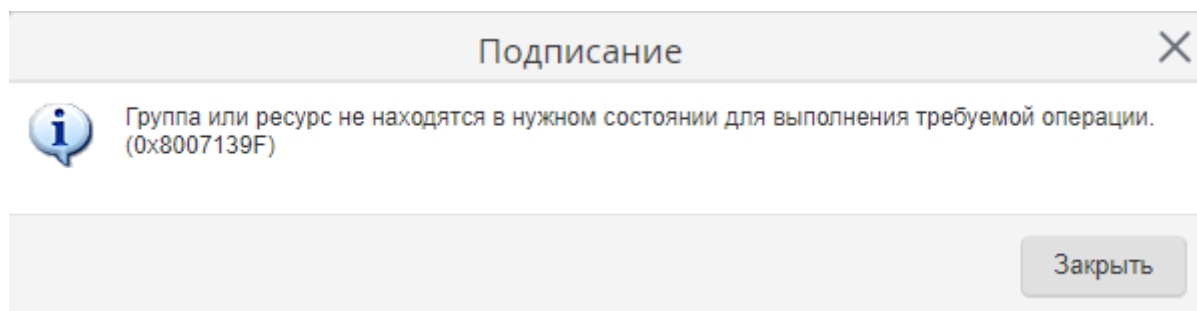 Подписание
Группа или ресурс не находятся в нужном состоянии для выполнения требуемой операции.
(0x8007139F)
Закрыть